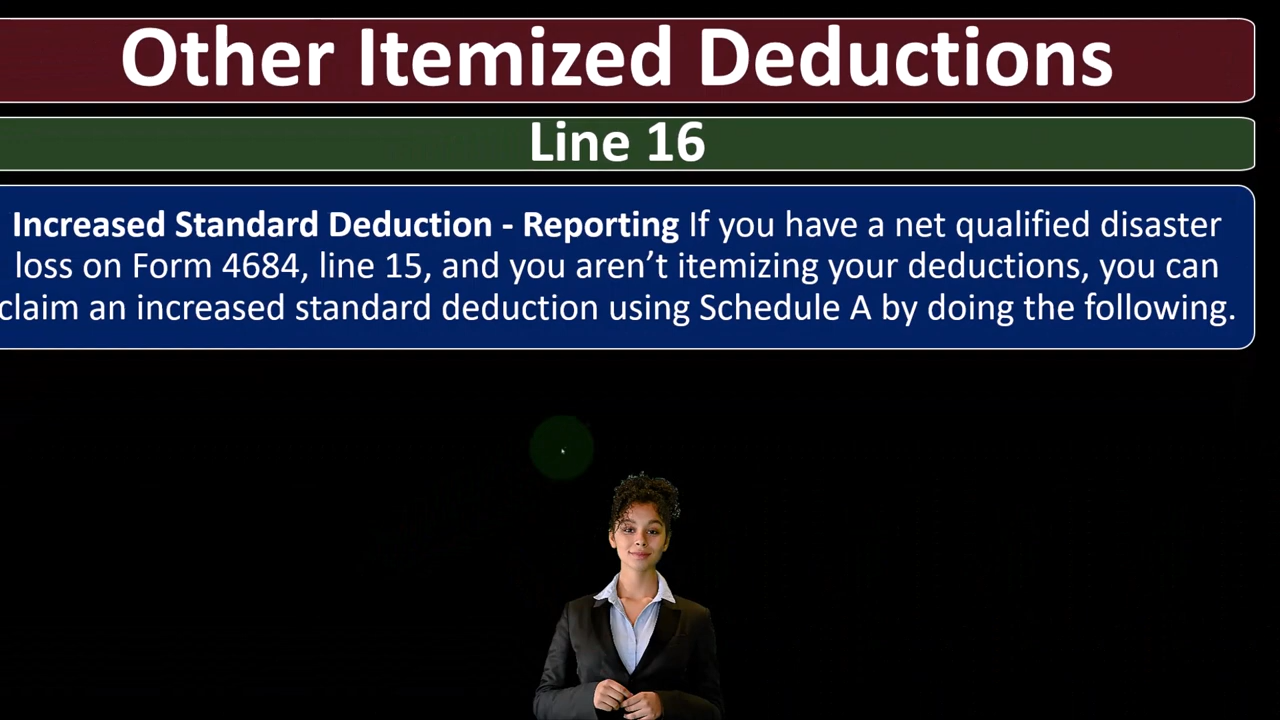 Other Itemized Deductions
Line 16
Increased Standard Deduction - Reporting If you have a net qualified disaster
loss on Form 4684, line 15, and you aren’t itemizing your deductions, you can
claim an increased standard deduction using Schedule A by doing the following.